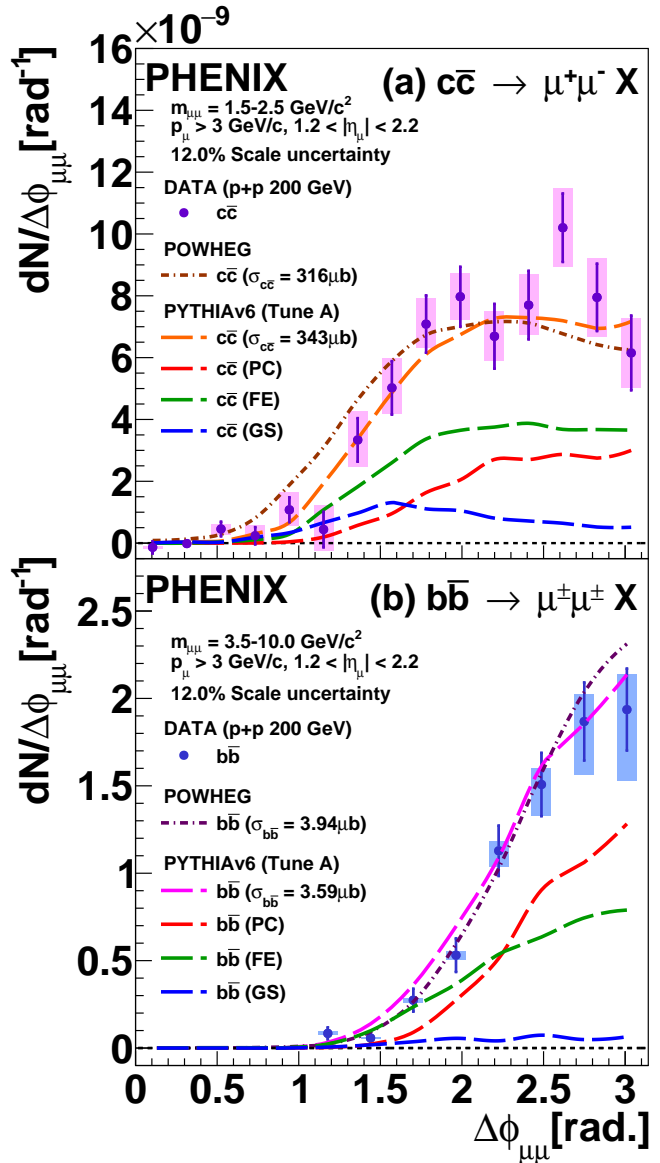 ×10⁻⁹
PHENIX
(a) cc̅ → μ⁺μ⁻ X
m_μμ = 1.5-2.5 GeV/c²
p_μ > 3 GeV/c, 1.2 < |η_μ| < 2.2
12.0% Scale uncertainty
DATA (p+p 200 GeV)
cc̅
POWHEG
cc̅ (σ_cc̅ = 316μb)
PYTHIAv6 (Tune A)
cc̅ (σ_cc̅ = 343μb)
cc̅ (PC)
cc̅ (FE)
cc̅ (GS)
dN/Δϕ_μμ[rad⁻¹]
16
14
12
10
8
6
4
2
0
PHENIX
(b) bb̅ → μ^±μ^± X
m_μμ = 3.5-10.0 GeV/c²
p_μ > 3 GeV/c, 1.2 < |η_μ| < 2.2
12.0% Scale uncertainty
DATA (p+p 200 GeV)
bb̅
POWHEG
bb̅ (σ_bb̅ = 3.94μb)
PYTHIAv6 (Tune A)
bb̅ (σ_bb̅ = 3.59μb)
bb̅ (PC)
bb̅ (FE)
bb̅ (GS)
dN/Δϕ_μμ[rad⁻¹]
2.5
2
1.5
1
0.5
0
0 0.5 1 1.5 2 2.5 3
Δϕ_μμ[rad.]